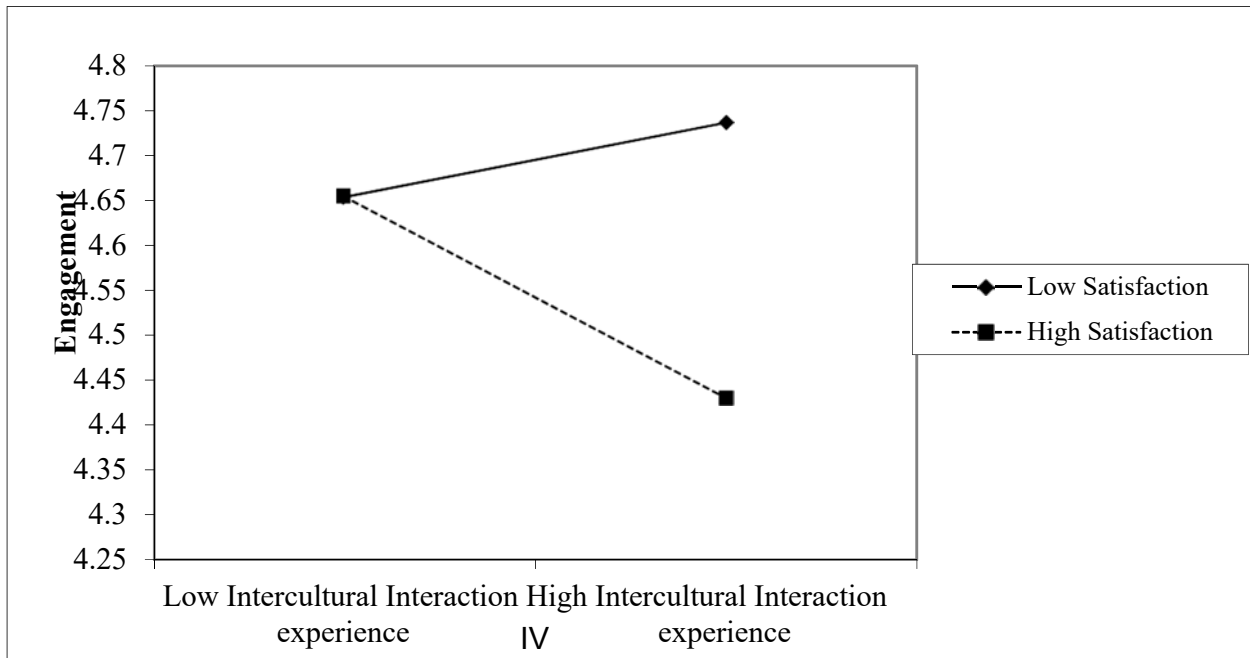 4.8
4.75
4.7
4.65
4.6
4.55
4.5
4.45
4.4
4.35
4.3
4.25
Engagement
Low Intercultural Interaction experience
High Intercultural Interaction experience
IV
Low Satisfaction
High Satisfaction